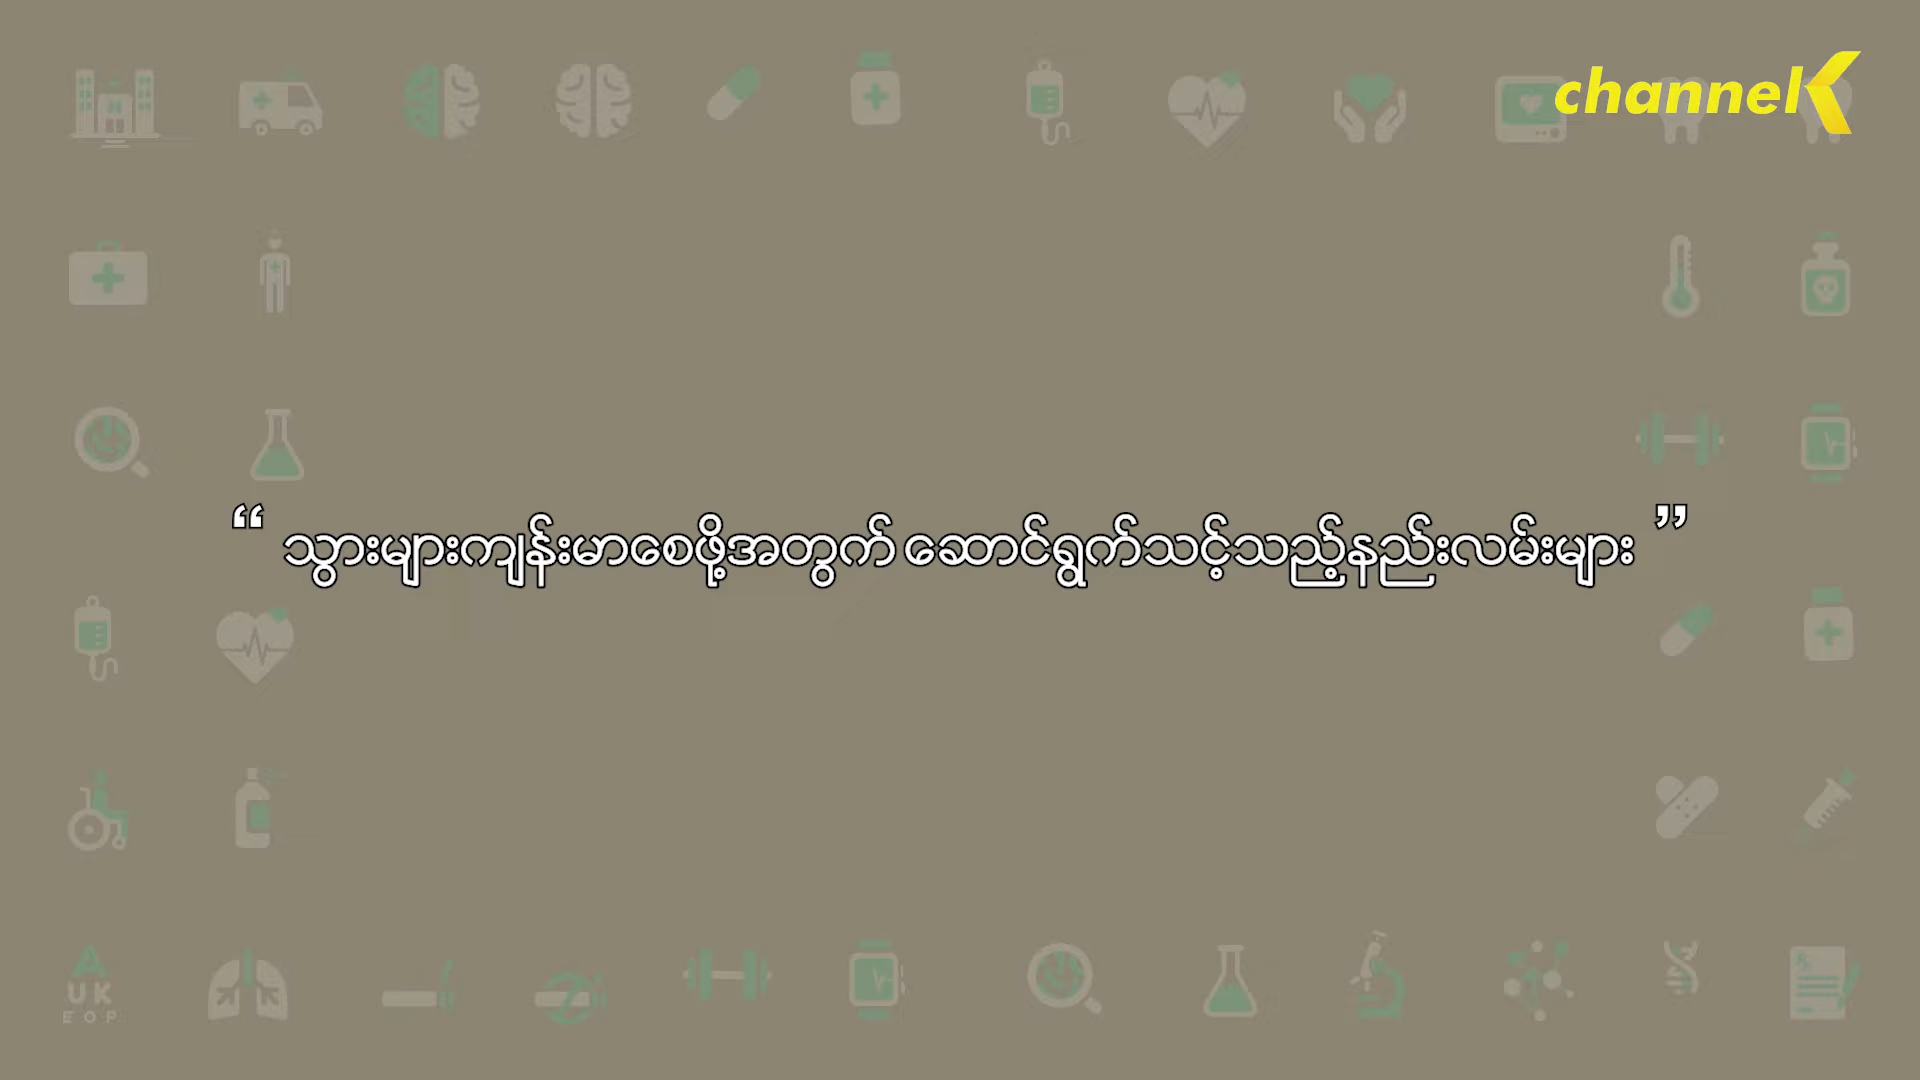 channel K
“ သွားများကျန်းမာစေဖို့အတွက် ဆောင်ရွက်သင့်သည့်နည်းလမ်းများ ”
A
U K
E O P